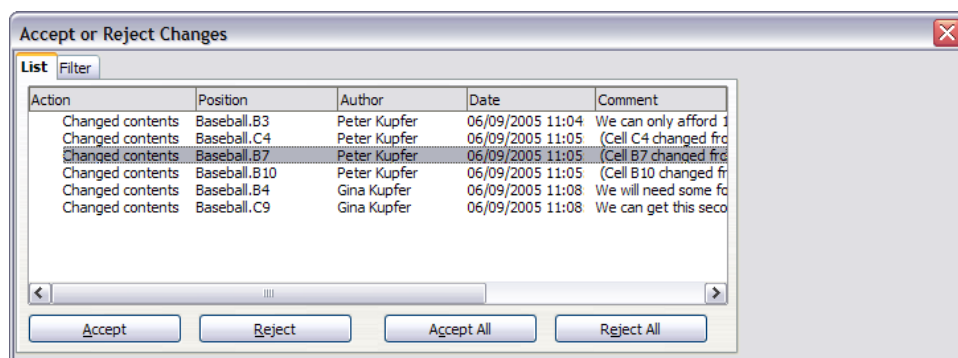 Accept or Reject Changes
List Filter
Action Position Author Date Comment
Changed contents Baseball.B3 Peter Kupfer 06/09/2005 11:04 We can only afford 1
Changed contents Baseball.C4 Peter Kupfer 06/09/2005 11:05 (Cell C4 changed fro
Changed contents Baseball.B7 Peter Kupfer 06/09/2005 11:05 (Cell B7 changed fro
Changed contents Baseball.B10 Peter Kupfer 06/09/2005 11:05 (Cell B10 changed fr
Changed contents Baseball.B4 Gina Kupfer 06/09/2005 11:08 We will need some fo
Changed contents Baseball.C9 Gina Kupfer 06/09/2005 11:08 We can get this seco
Accept Reject Accept All Reject All